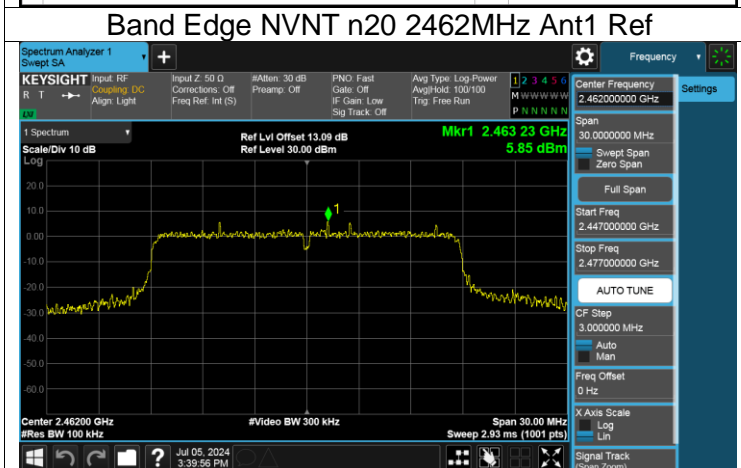 Band Edge NVNT n20 2462MHz Ant1 Ref
Spectrum Analyzer 1
Swept SA
+
Frequency
KEYSIGHT
R T
LW
Input: RF
Coupling: DC
Align: Light
Input Z: 50 Ω
Corrections: Off
Freq Ref: Int (S)
#Atten: 30 dB
Preamp: Off
PNO: Fast
Gate: Off
IF Gain: Low
Sig Track: Off
Avg Type: Log-Power
Avg|Hold: 100/100
Trig: Free Run
1 2 3 4 5 6
M W W W W W
P N N N N N
Center Frequency
2.462000000 GHz
Settings
Span
30.0000000 MHz
Swept Span
Zero Span
Full Span
Start Freq
2.447000000 GHz
Stop Freq
2.477000000 GHz
AUTO TUNE
CF Step
3.000000 MHz
Auto
Man
Freq Offset
0 Hz
X Axis Scale
Log
Lin
Signal Track
(Span Zoom)
1 Spectrum
Scale/Div 10 dB
Log
Ref Lvl Offset 13.09 dB
Ref Level 30.00 dBm
Mkr1 2.463 23 GHz
5.85 dBm
20.0
10.0
0.00
-10.0
-20.0
-30.0
-40.0
-50.0
-60.0
1
Center 2.46200 GHz
#Res BW 100 kHz
#Video BW 300 kHz
Span 30.00 MHz
Sweep 2.93 ms (1001 pts)
?
Jul 05, 2024
3:39:56 PM